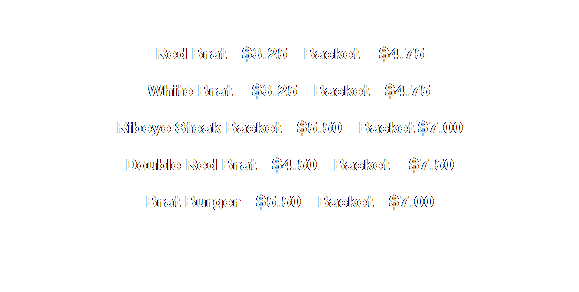 Red Brat $3.25 Basket $4.75
White Brat $3.25 Basket $4.75
Ribeye Steak Basket $5.50 Basket $7.00
Double Red Brat $4.50 Basket $7.50
Brat Burger $5.50 Basket $7.00